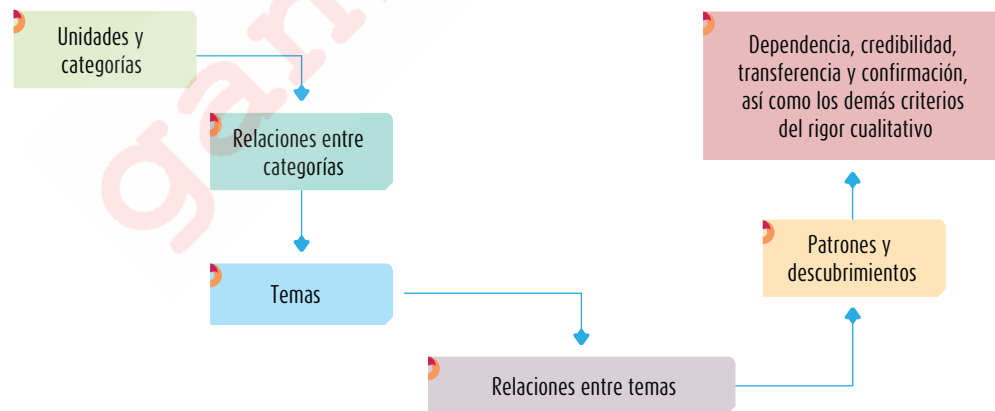 Unidades y
categorías
Relaciones entre
categorías
Temas
Relaciones entre temas
Patrones y
descubrimientos
Dependencia, credibilidad,
transferencia y confirmación,
así como los demás criterios
del rigor cualitativo